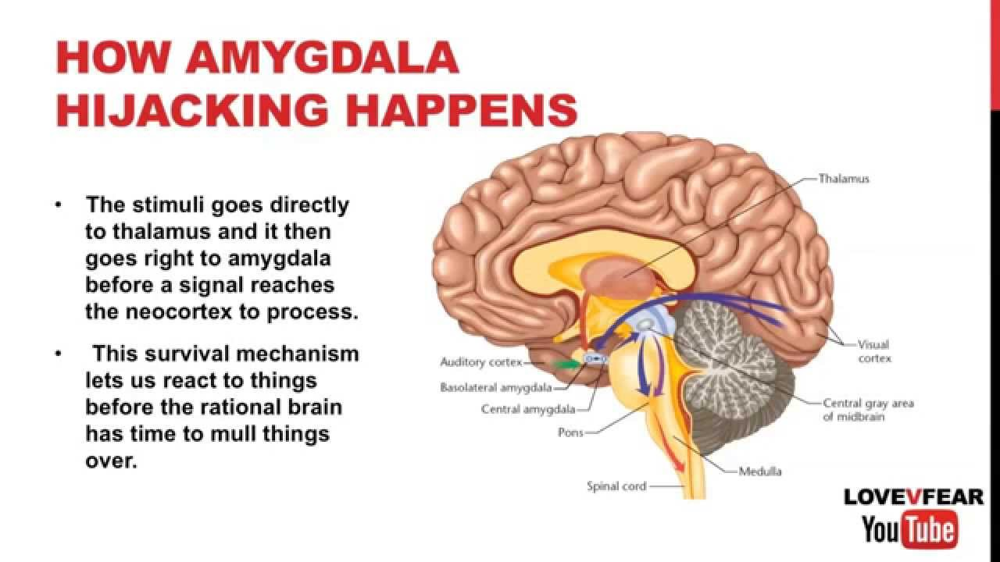 HOW AMYGDALA
HIJACKING HAPPENS
• The stimuli goes directly
to thalamus and it then
goes right to amygdala
before a signal reaches
the neocortex to process.
• This survival mechanism
lets us react to things
before the rational brain
has time to mull things
over.
Thalamus
Auditory cortex
Basolateral amygdala
Central amygdala
Pons
Spinal cord
Visual
cortex
Central gray area
of midbrain
Medulla
LOVEVFEAR
YouTube